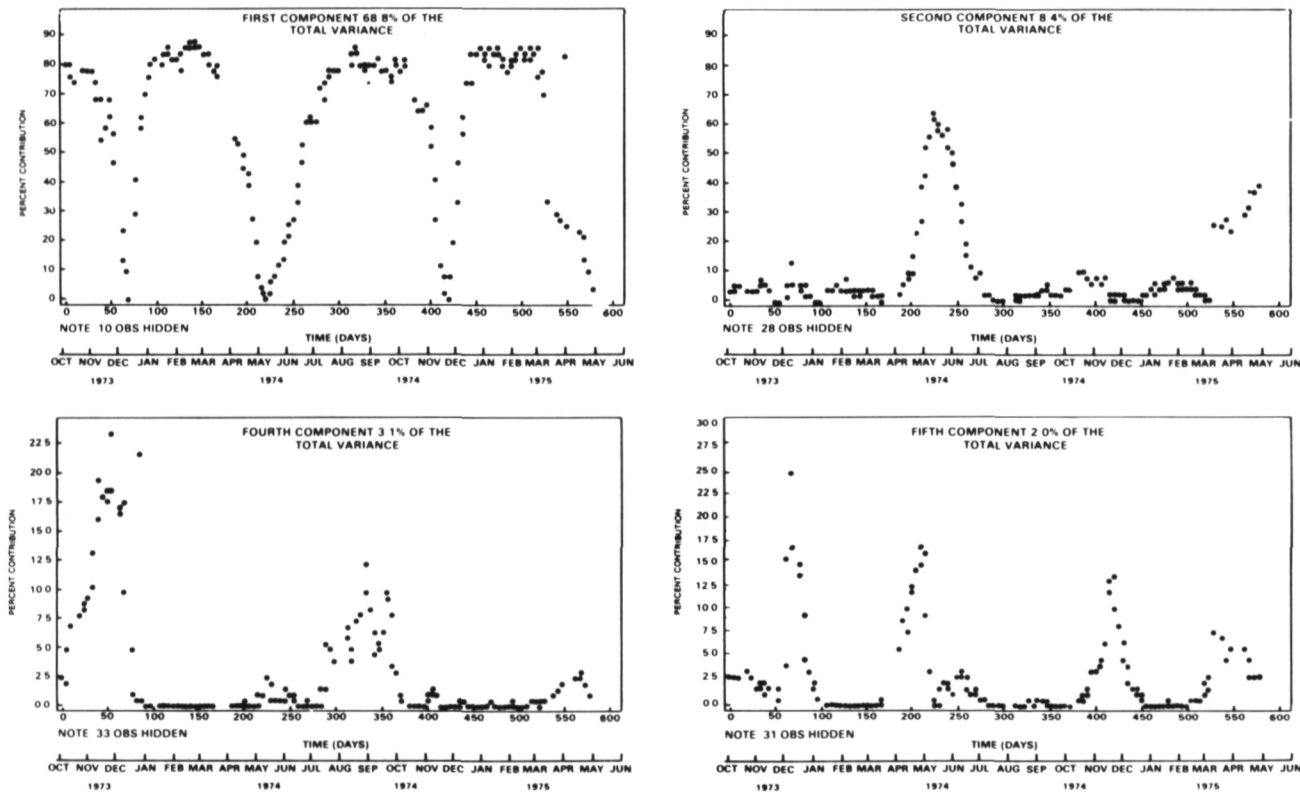 FIRST COMPONENT 68 8% OF THE
TOTAL VARIANCE
PERCENT CONTRIBUTION
90
80
70
60
50
40
30
20
10
0
0 50 100 150 200 250 300 350 400 450 500 550 600
NOTE 10 OBS HIDDEN
TIME (DAYS)
OCT NOV DEC JAN FEB MAR APR MAY JUN JUL AUG SEP OCT NOV DEC JAN FEB MAR APR MAY JUN
1973 1974 1974 1975
SECOND COMPONENT 8 4% OF THE
TOTAL VARIANCE
PERCENT CONTRIBUTION
90
80
70
60
50
40
30
20
10
0
0 50 100 150 200 250 300 350 400 450 500 550 600
NOTE 28 OBS HIDDEN
TIME (DAYS)
OCT NOV DEC JAN FEB MAR APR MAY JUN JUL AUG SEP OCT NOV DEC JAN FEB MAR APR MAY JUN
1973 1974 1974 1975
FOURTH COMPONENT 3 1% OF THE
TOTAL VARIANCE
PERCENT CONTRIBUTION
22 5
20 0
17 5
15 0
12 5
10 0
7 5
5 0
2 5
0 0
0 50 100 150 200 250 300 350 400 450 500 550 600
NOTE 33 OBS HIDDEN
TIME (DAYS)
OCT NOV DEC JAN FEB MAR APR MAY JUN JUL AUG SEP OCT NOV DEC JAN FEB MAR APR MAY JUN
1973 1974 1974 1975
FIFTH COMPONENT 2 0% OF THE
TOTAL VARIANCE
PERCENT CONTRIBUTION
30 0
27 5
25 0
22 5
20 0
17 5
15 0
12 5
10 0
7 5
5 0
2 5
0 0
0 50 100 150 200 250 300 350 400 450 500 550 600
NOTE 31 OBS HIDDEN
TIME (DAYS)
OCT NOV DEC JAN FEB MAR APR MAY JUN JUL AUG SEP OCT NOV DEC JAN FEB MAR APR MAY JUN
1973 1974 1974 1975